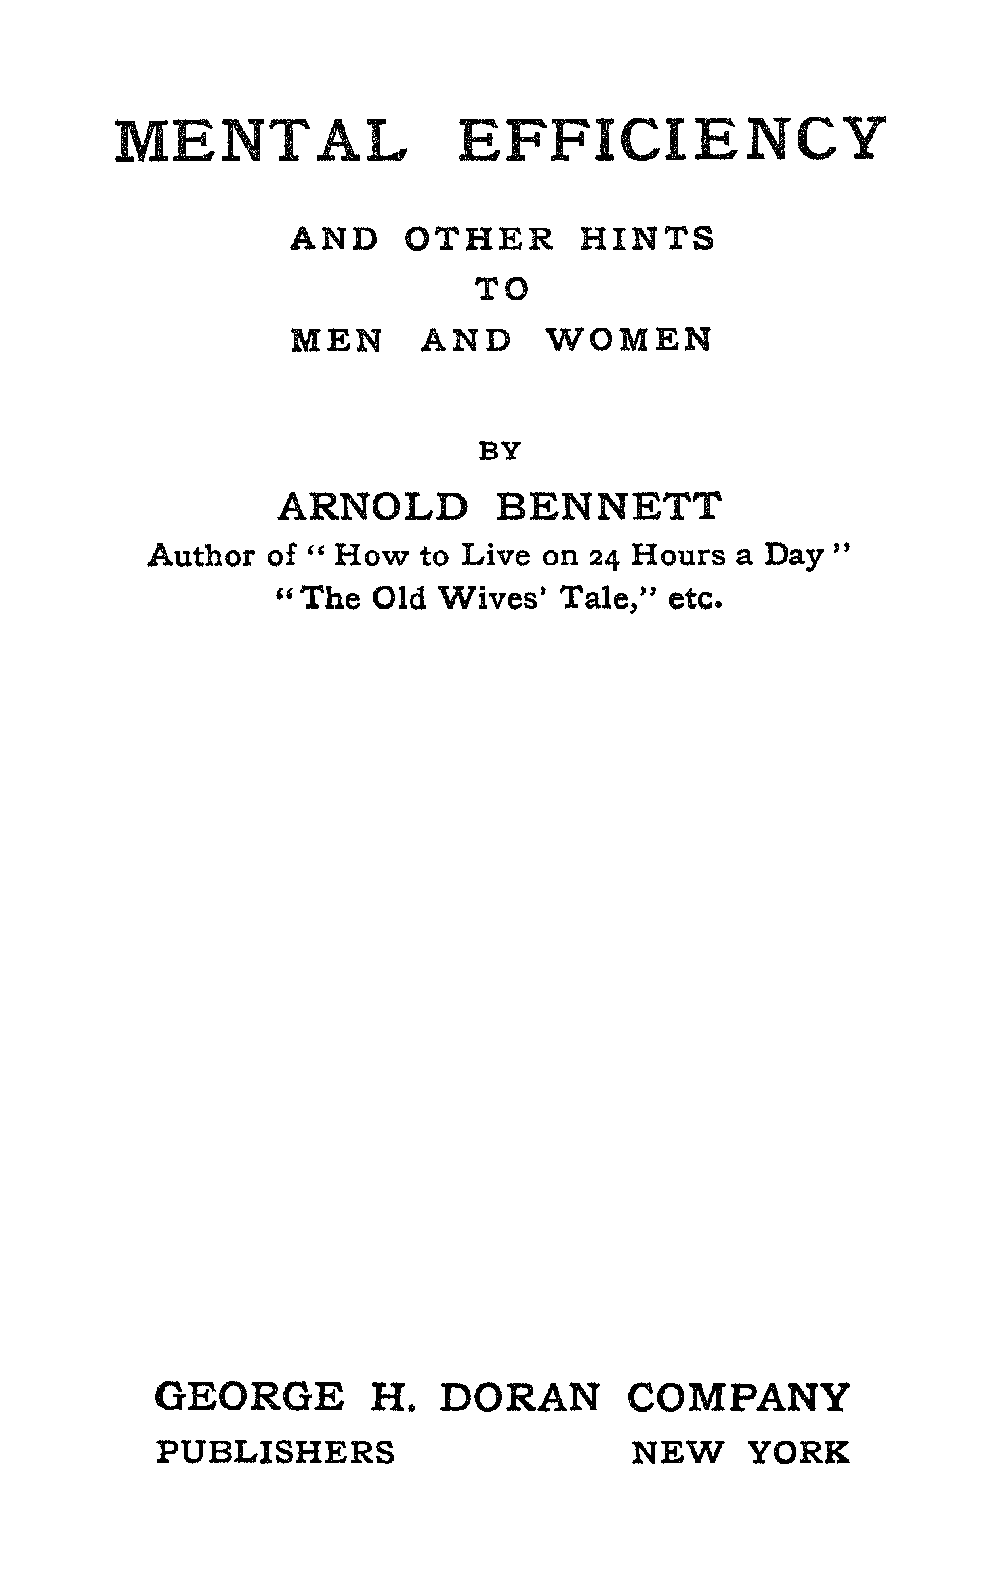 MENTAL EFFICIENCY
AND OTHER HINTS
TO
MEN AND WOMEN
BY
ARNOLD BENNETT
Author of “How to Live on 24 Hours a Day”
“The Old Wives’ Tale,” etc.
GEORGE H. DORAN COMPANY
PUBLISHERS NEW YORK